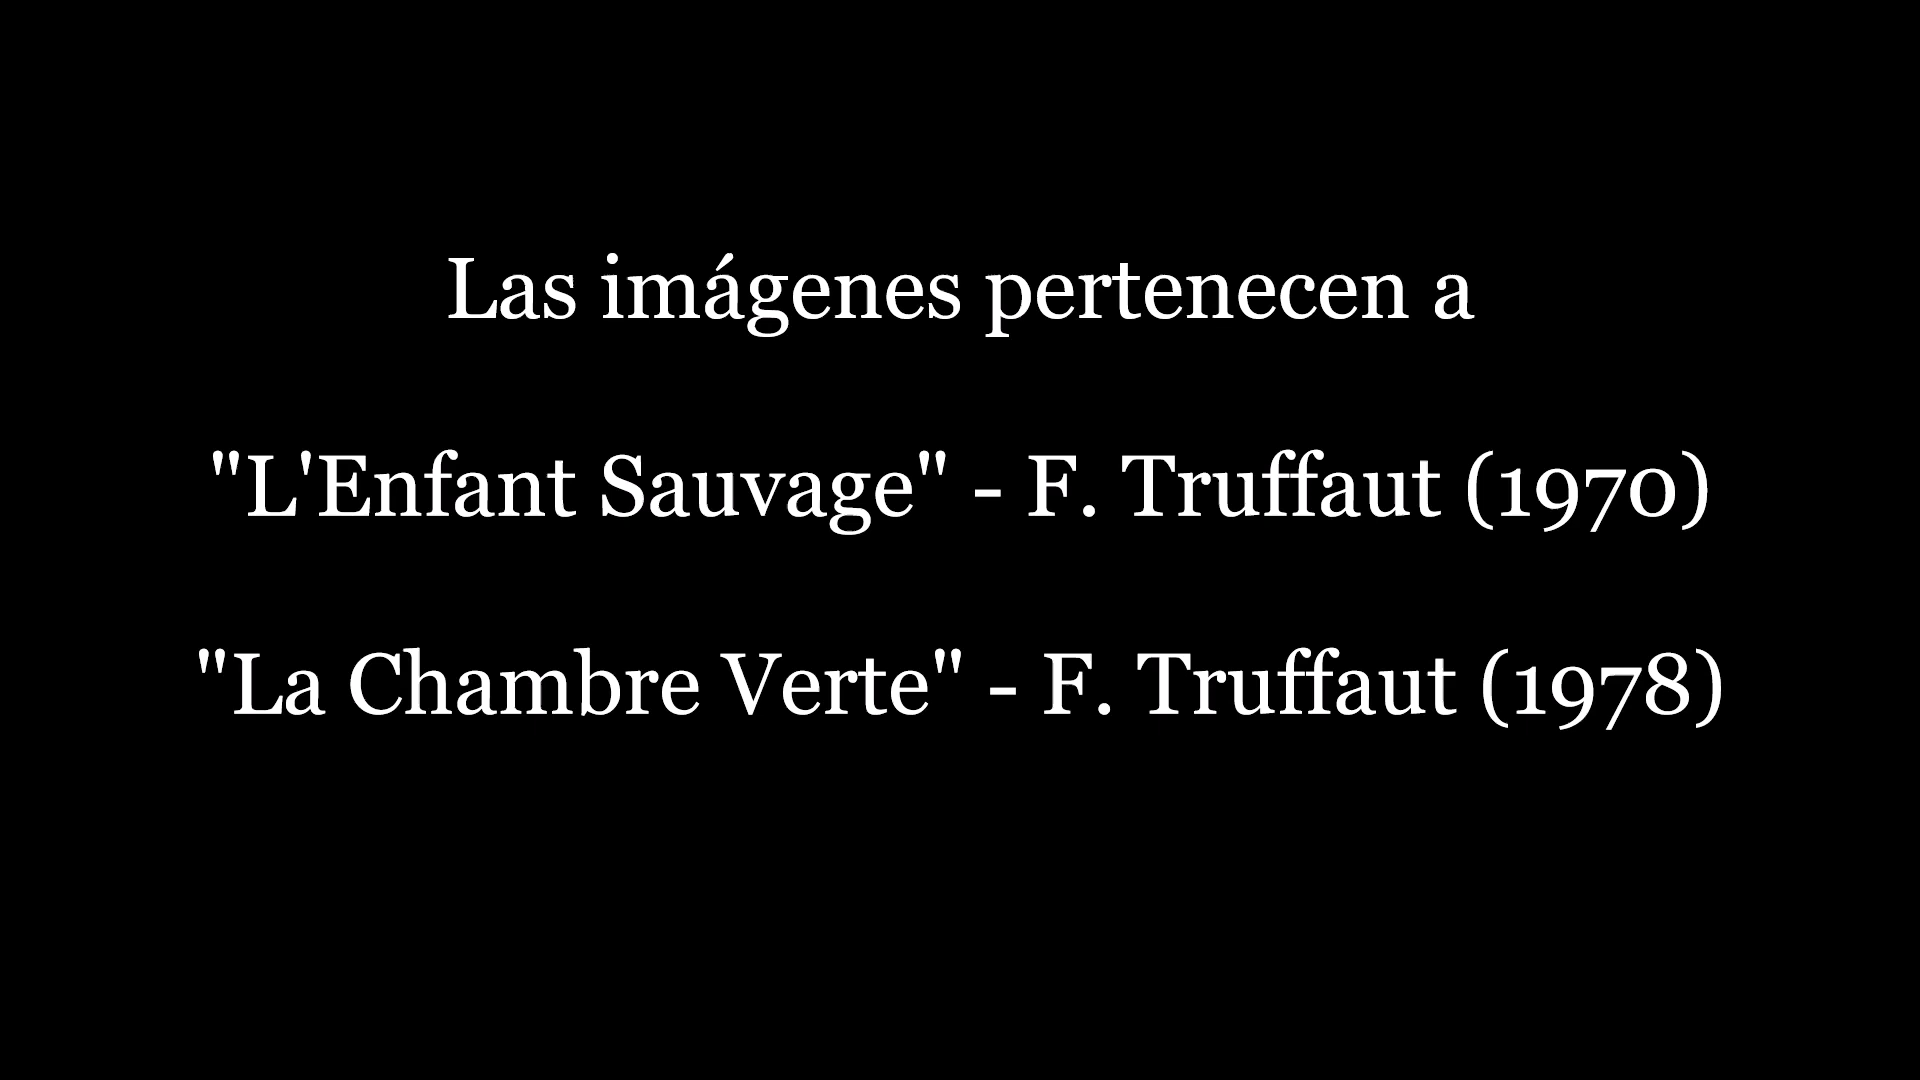 Las imágenes pertenecen a
"L'Enfant Sauvage" - F. Truffaut (1970)
"La Chambre Verte" - F. Truffaut (1978)